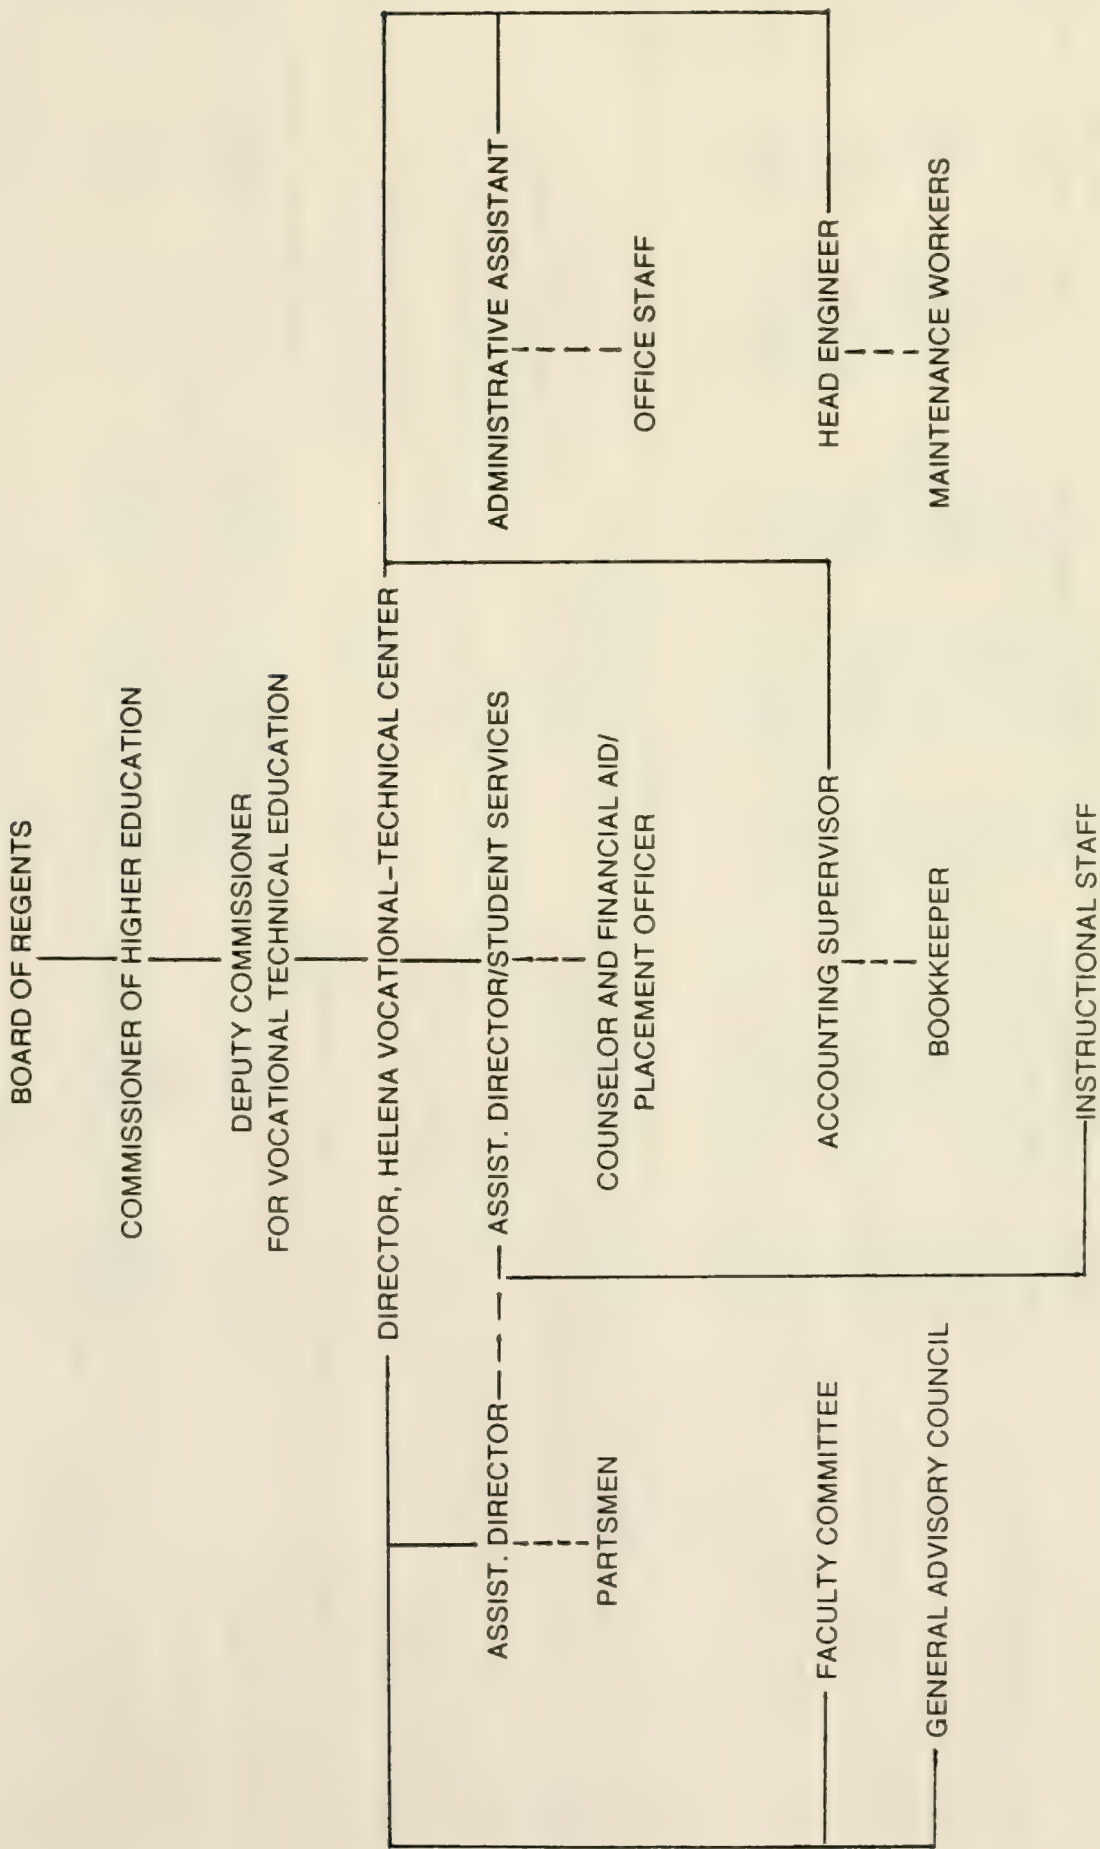 BOARD OF REGENTS
COMMISSIONER OF HIGHER EDUCATION
DEPUTY COMMISSIONER
FOR VOCATIONAL TECHNICAL EDUCATION
DIRECTOR, HELENA VOCATIONAL-TECHNICAL CENTER
ASSIST. DIRECTOR
ASSIST. DIRECTOR/STUDENT SERVICES
ADMINISTRATIVE ASSISTANT
PARTSMEN
COUNSELOR AND FINANCIAL AID/
PLACEMENT OFFICER
OFFICE STAFF
FACULTY COMMITTEE
ACCOUNTING SUPERVISOR
HEAD ENGINEER
GENERAL ADVISORY COUNCIL
BOOKKEEPER
MAINTENANCE WORKERS
INSTRUCTIONAL STAFF